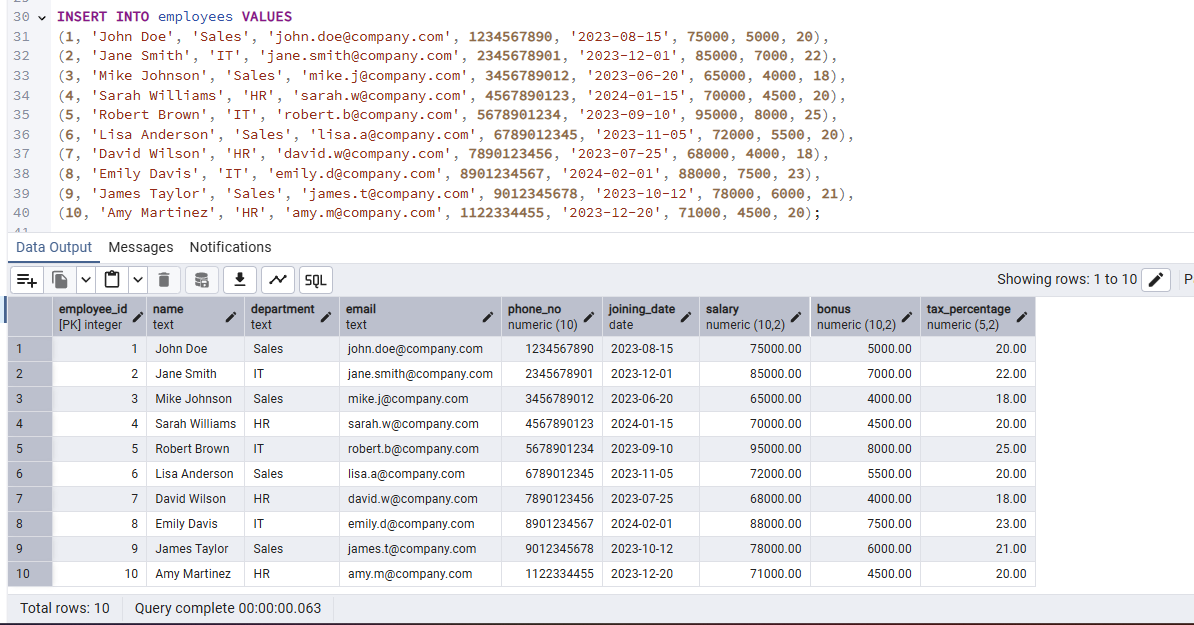 30 INSERT INTO employees VALUES
31 (1, 'John Doe', 'Sales', 'john.doe@company.com', 1234567890, '2023-08-15', 75000, 5000, 20),
32 (2, 'Jane Smith', 'IT', 'jane.smith@company.com', 2345678901, '2023-12-01', 85000, 7000, 22),
33 (3, 'Mike Johnson', 'Sales', 'mike.j@company.com', 3456789012, '2023-06-20', 65000, 4000, 18),
34 (4, 'Sarah Williams', 'HR', 'sarah.w@company.com', 4567890123, '2024-01-15', 70000, 4500, 20),
35 (5, 'Robert Brown', 'IT', 'robert.b@company.com', 5678901234, '2023-09-10', 95000, 8000, 25),
36 (6, 'Lisa Anderson', 'Sales', 'lisa.a@company.com', 6789012345, '2023-11-05', 72000, 5500, 20),
37 (7, 'David Wilson', 'HR', 'david.w@company.com', 7890123456, '2023-07-25', 68000, 4000, 18),
38 (8, 'Emily Davis', 'IT', 'emily.d@company.com', 8901234567, '2024-02-01', 88000, 7500, 23),
39 (9, 'James Taylor', 'Sales', 'james.t@company.com', 9012345678, '2023-10-12', 78000, 6000, 21),
40 (10, 'Amy Martinez', 'HR', 'amy.m@company.com', 1122334455, '2023-12-20', 71000, 4500, 20);
Data Output Messages Notifications
SQL Showing rows: 1 to 10
employee_id name department email phone_no joining_date salary bonus tax_percentage
[PK] integer text text text numeric (10) date numeric (10,2) numeric (10,2) numeric (5,2)
1 1 John Doe Sales john.doe@company.com 1234567890 2023-08-15 75000.00 5000.00 20.00
2 2 Jane Smith IT jane.smith@company.com 2345678901 2023-12-01 85000.00 7000.00 22.00
3 3 Mike Johnson Sales mike.j@company.com 3456789012 2023-06-20 65000.00 4000.00 18.00
4 4 Sarah Williams HR sarah.w@company.com 4567890123 2024-01-15 70000.00 4500.00 20.00
5 5 Robert Brown IT robert.b@company.com 5678901234 2023-09-10 95000.00 8000.00 25.00
6 6 Lisa Anderson Sales lisa.a@company.com 6789012345 2023-11-05 72000.00 5500.00 20.00
7 7 David Wilson HR david.w@company.com 7890123456 2023-07-25 68000.00 4000.00 18.00
8 8 Emily Davis IT emily.d@company.com 8901234567 2024-02-01 88000.00 7500.00 23.00
9 9 James Taylor Sales james.t@company.com 9012345678 2023-10-12 78000.00 6000.00 21.00
10 10 Amy Martinez HR amy.m@company.com 1122334455 2023-12-20 71000.00 4500.00 20.00
Total rows: 10 Query complete 00:00:00.063